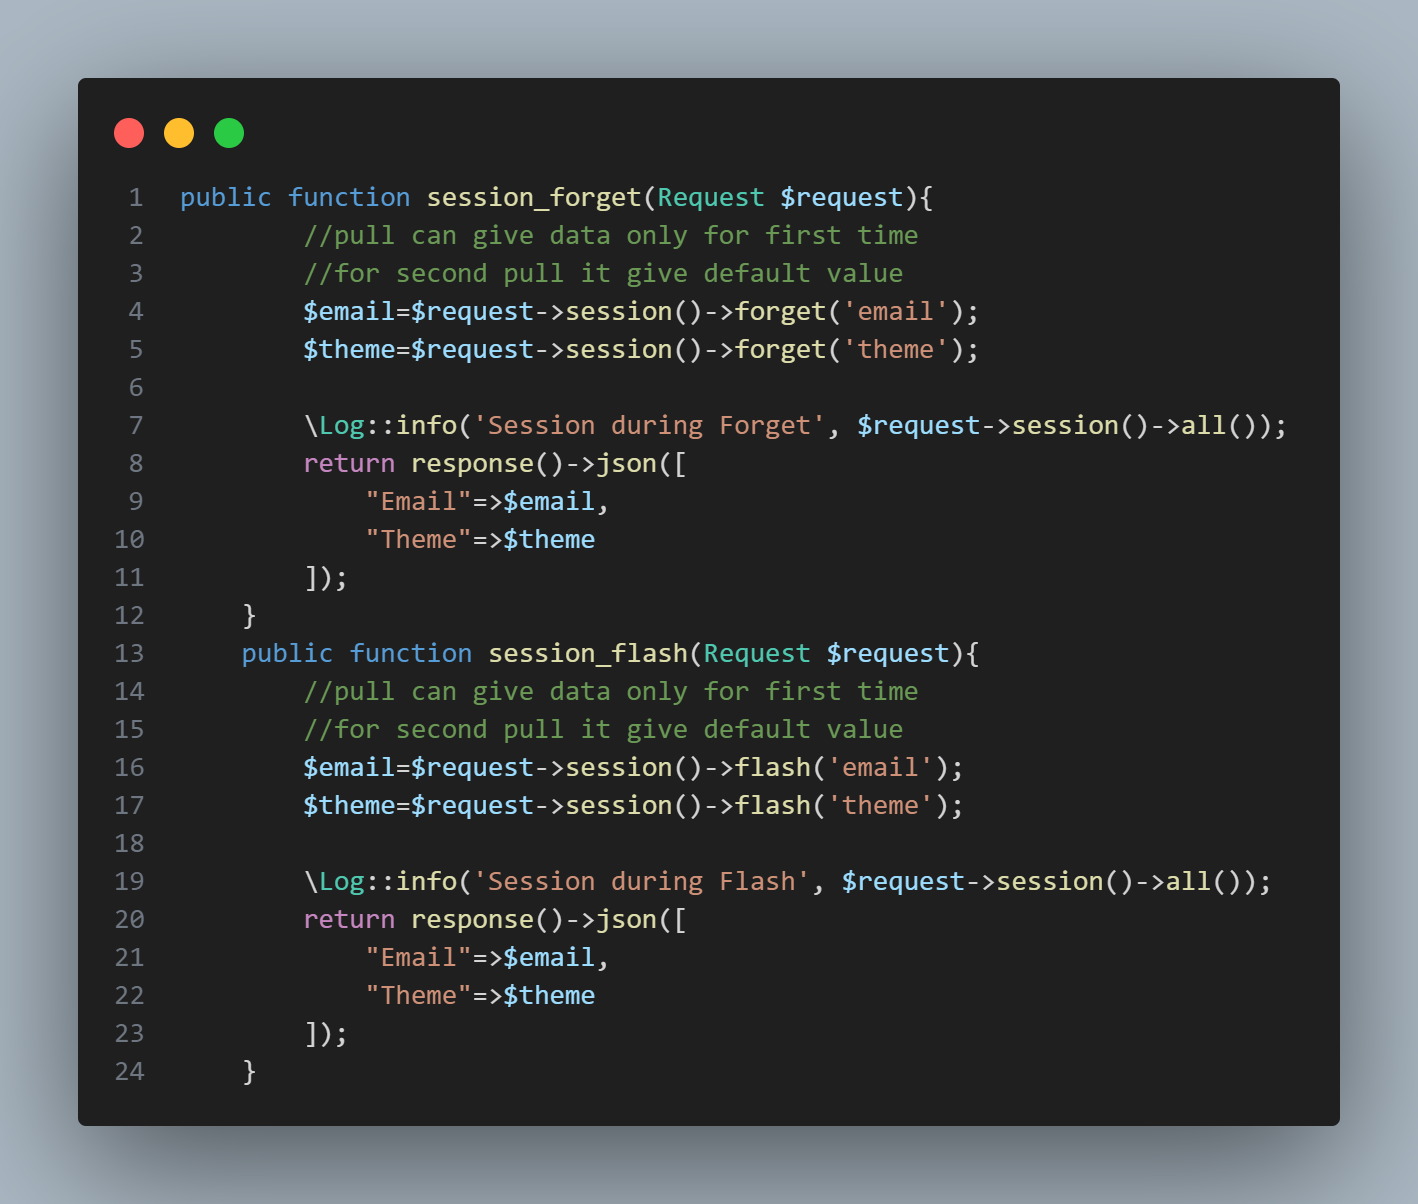 1 public function session_forget(Request $request){
2 //pull can give data only for first time
3 //for second pull it give default value
4 $email=$request->session()->forget('email');
5 $theme=$request->session()->forget('theme');
6
7 \Log::info('Session during Forget', $request->session()->all());
8 return response()->json([
9 "Email"=>$email,
10 "Theme"=>$theme
11 ]);
12 }
13 public function session_flash(Request $request){
14 //pull can give data only for first time
15 //for second pull it give default value
16 $email=$request->session()->flash('email');
17 $theme=$request->session()->flash('theme');
18
19 \Log::info('Session during Flash', $request->session()->all());
20 return response()->json([
21 "Email"=>$email,
22 "Theme"=>$theme
23 ]);
24 }